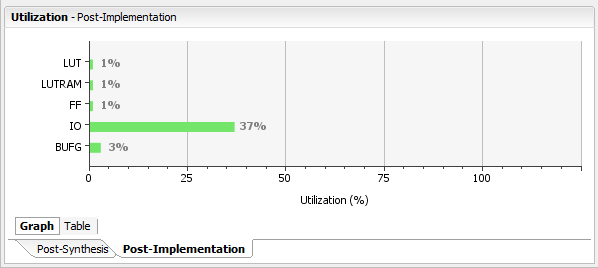 Utilization - Post-Implementation
LUT 1%
LUTRAM 1%
FF 1%
IO 37%
BUFG 3%
0 25 50 75 100
Utilization (%)
Graph Table
Post-Synthesis Post-Implementation